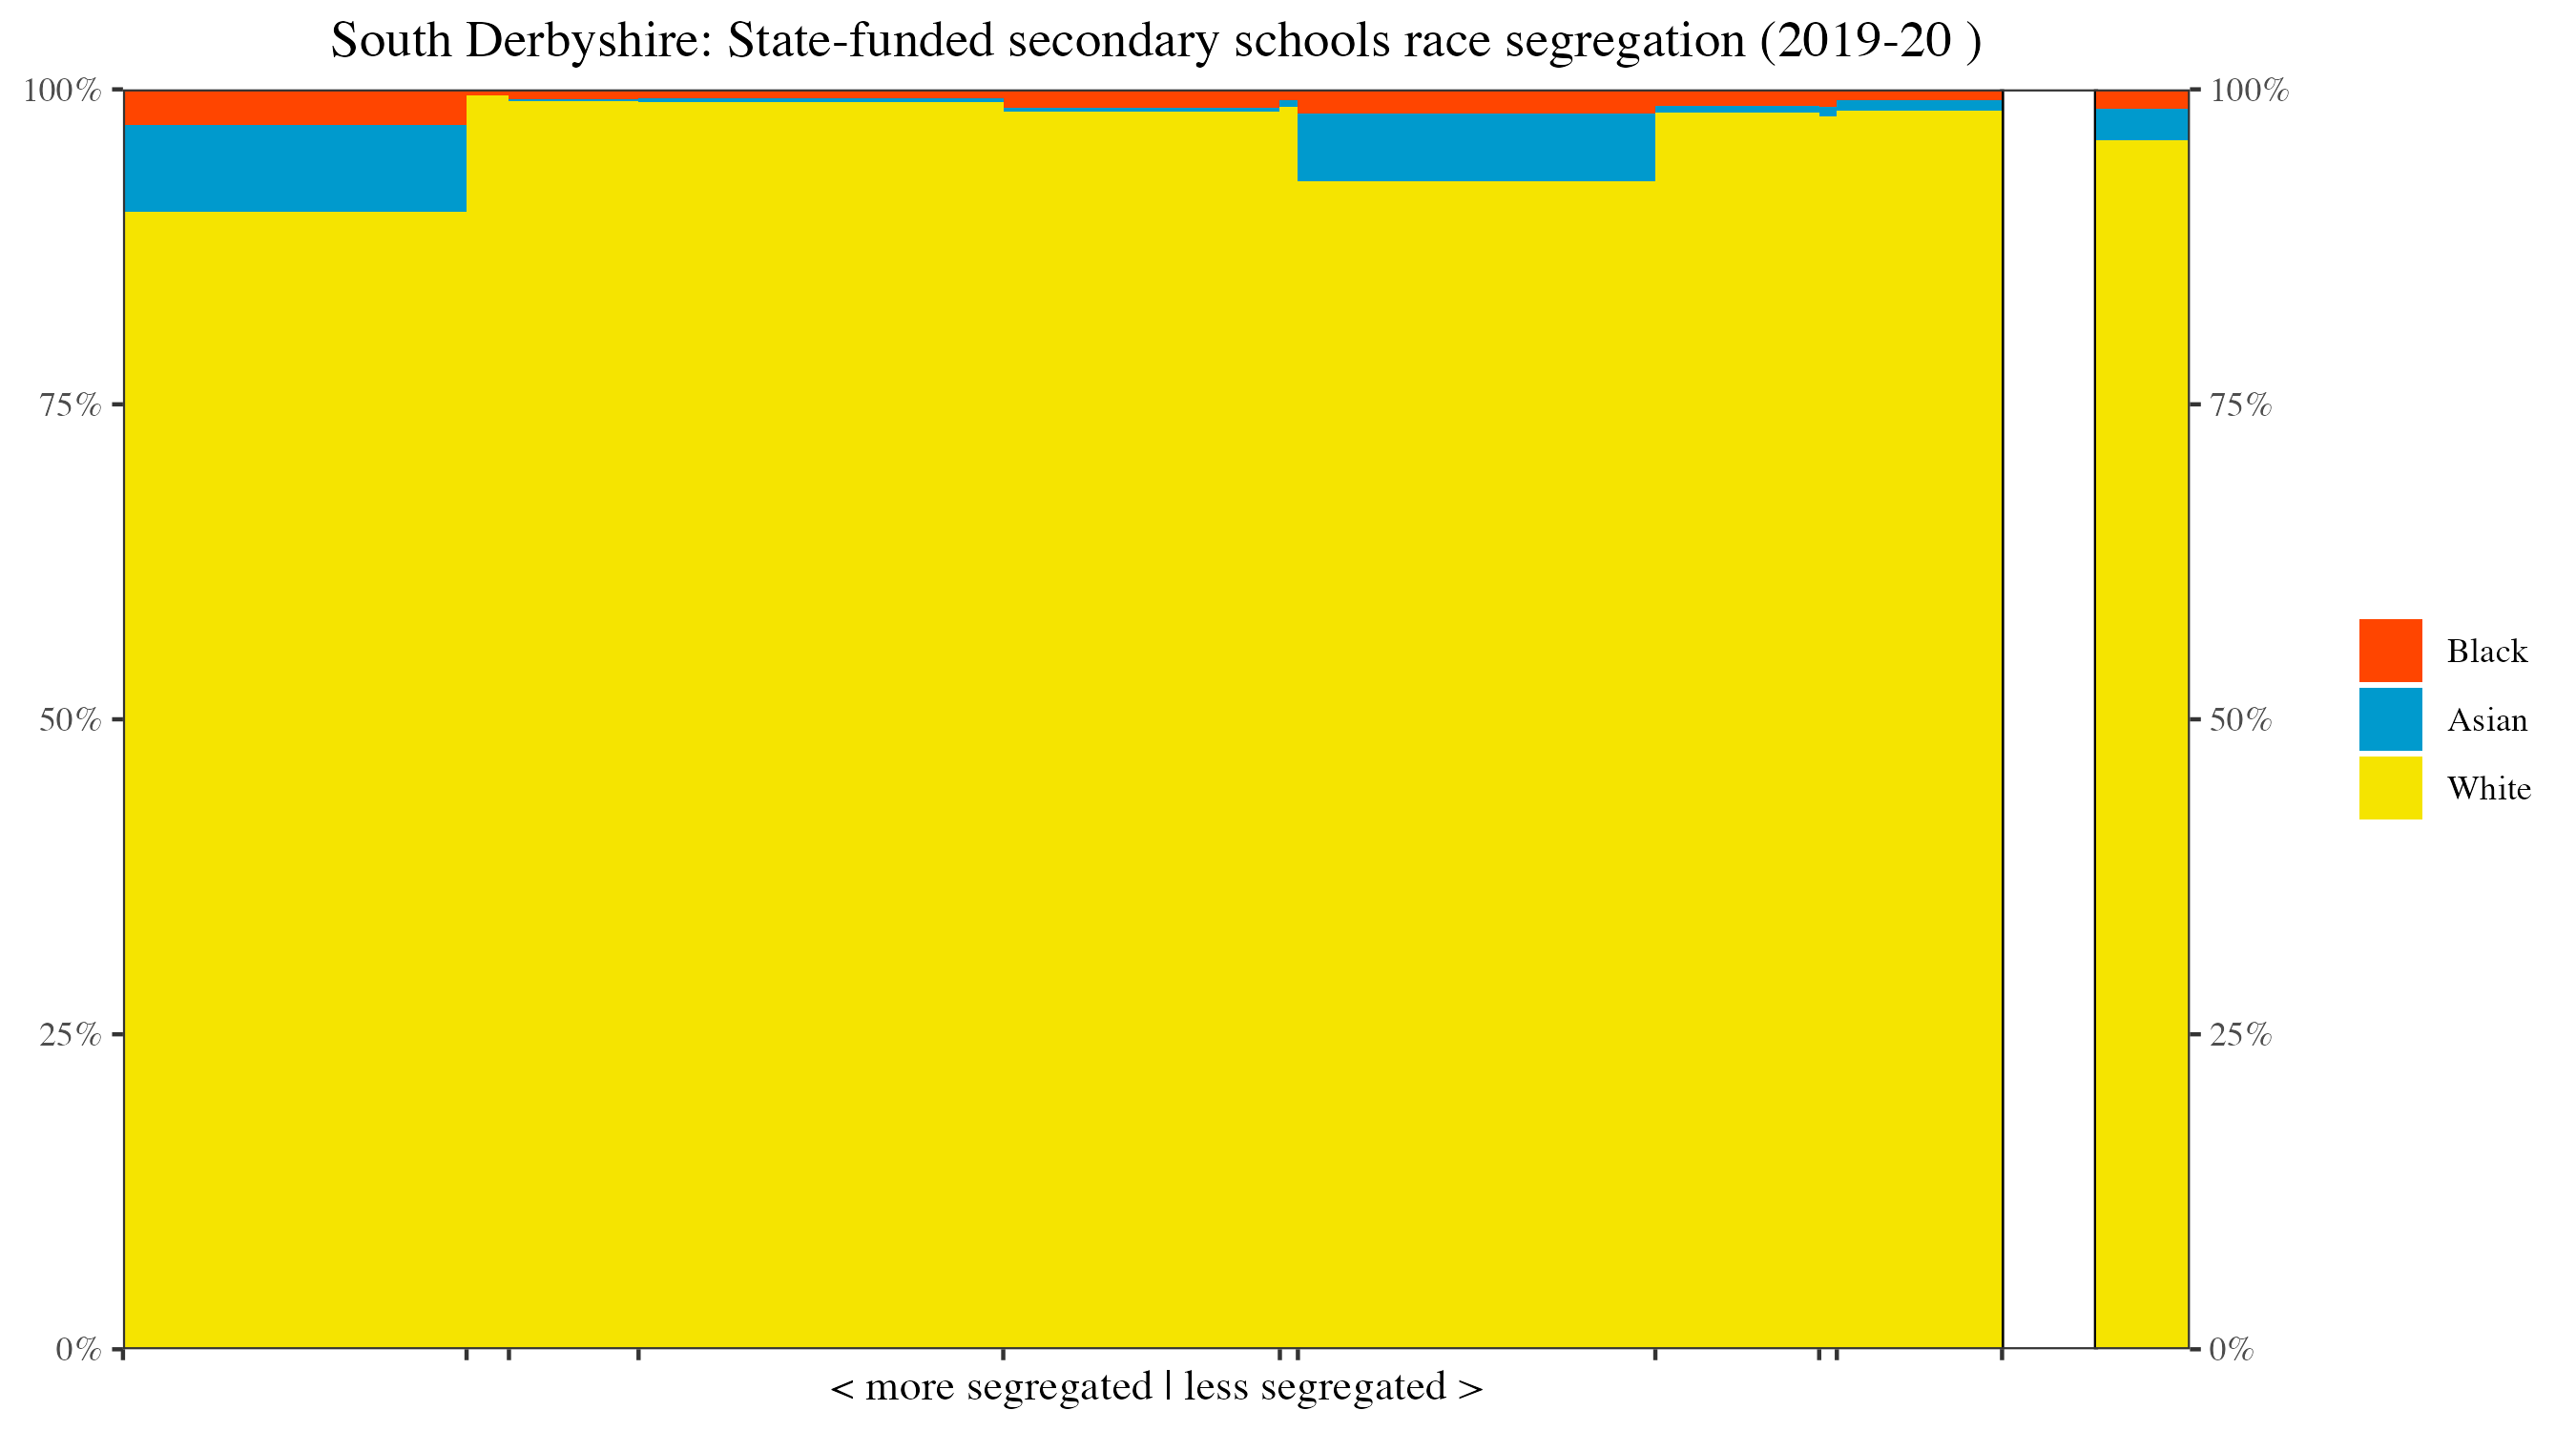 South Derbyshire: State-funded secondary schools race segregation (2019-20 )
100%
75%
50%
25%
0%
100%
75%
50%
25%
0%
Black
Asian
White
< more segregated | less segregated >